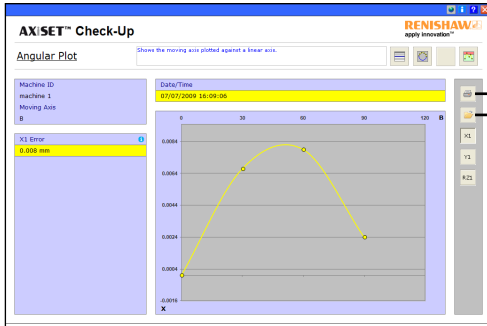 AXISET™ Check-Up
RENISHAW
apply innovation™
Angular Plot
Shows the moving axis plotted against a linear axis.
Machine ID
machine 1
Moving Axis
B
Date/Time
07/07/2009 16:09:06
X1 Error
0.008 mm
0 30 60 90 120 B
0.0084
0.0064
0.0044
0.0024
0.0004
-0.0016
X
X1
Y1
RZ1